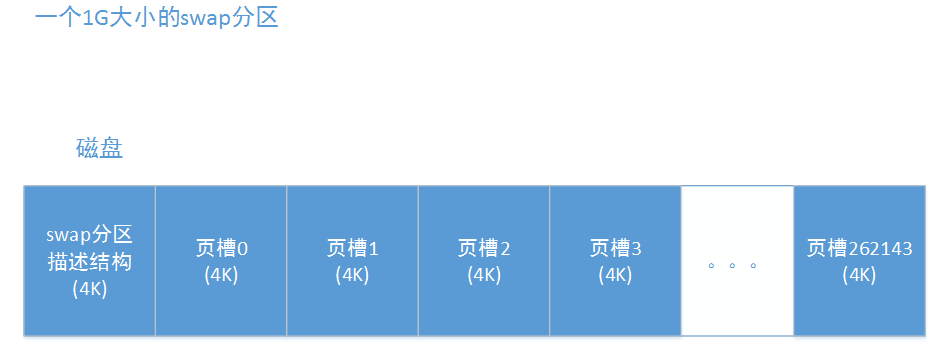 一个1G大小的swap分区
磁盘
swap分区
描述结构
(4K)
页槽0
(4K)
页槽1
(4K)
页槽2
(4K)
页槽3
(4K)
。。。
页槽262143
(4K)